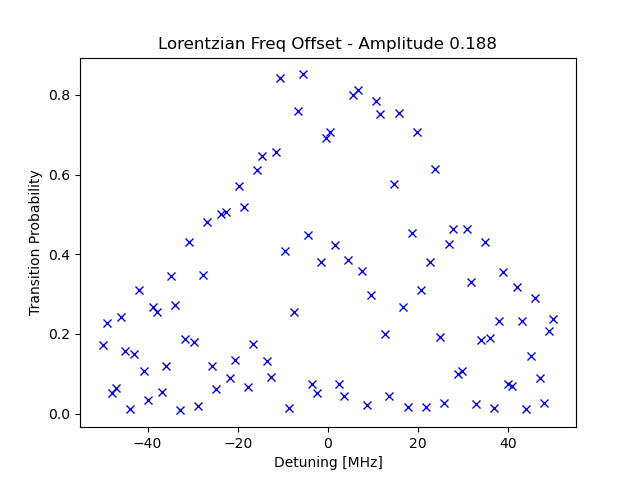 Lorentzian Freq Offset - Amplitude 0.188
0.8
0.6
0.4
0.2
0.0
Transition Probability
−40 −20 0 20 40
Detuning [MHz]